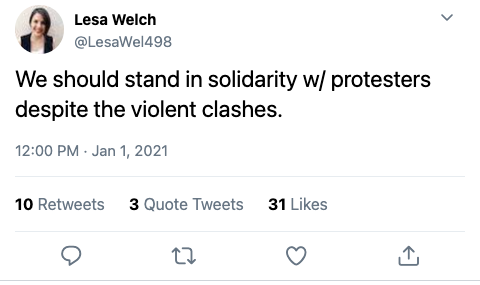 Lesa Welch
@LesaWel498
We should stand in solidarity w/ protesters
despite the violent clashes.
12:00 PM · Jan 1, 2021
10 Retweets 3 Quote Tweets 31 Likes